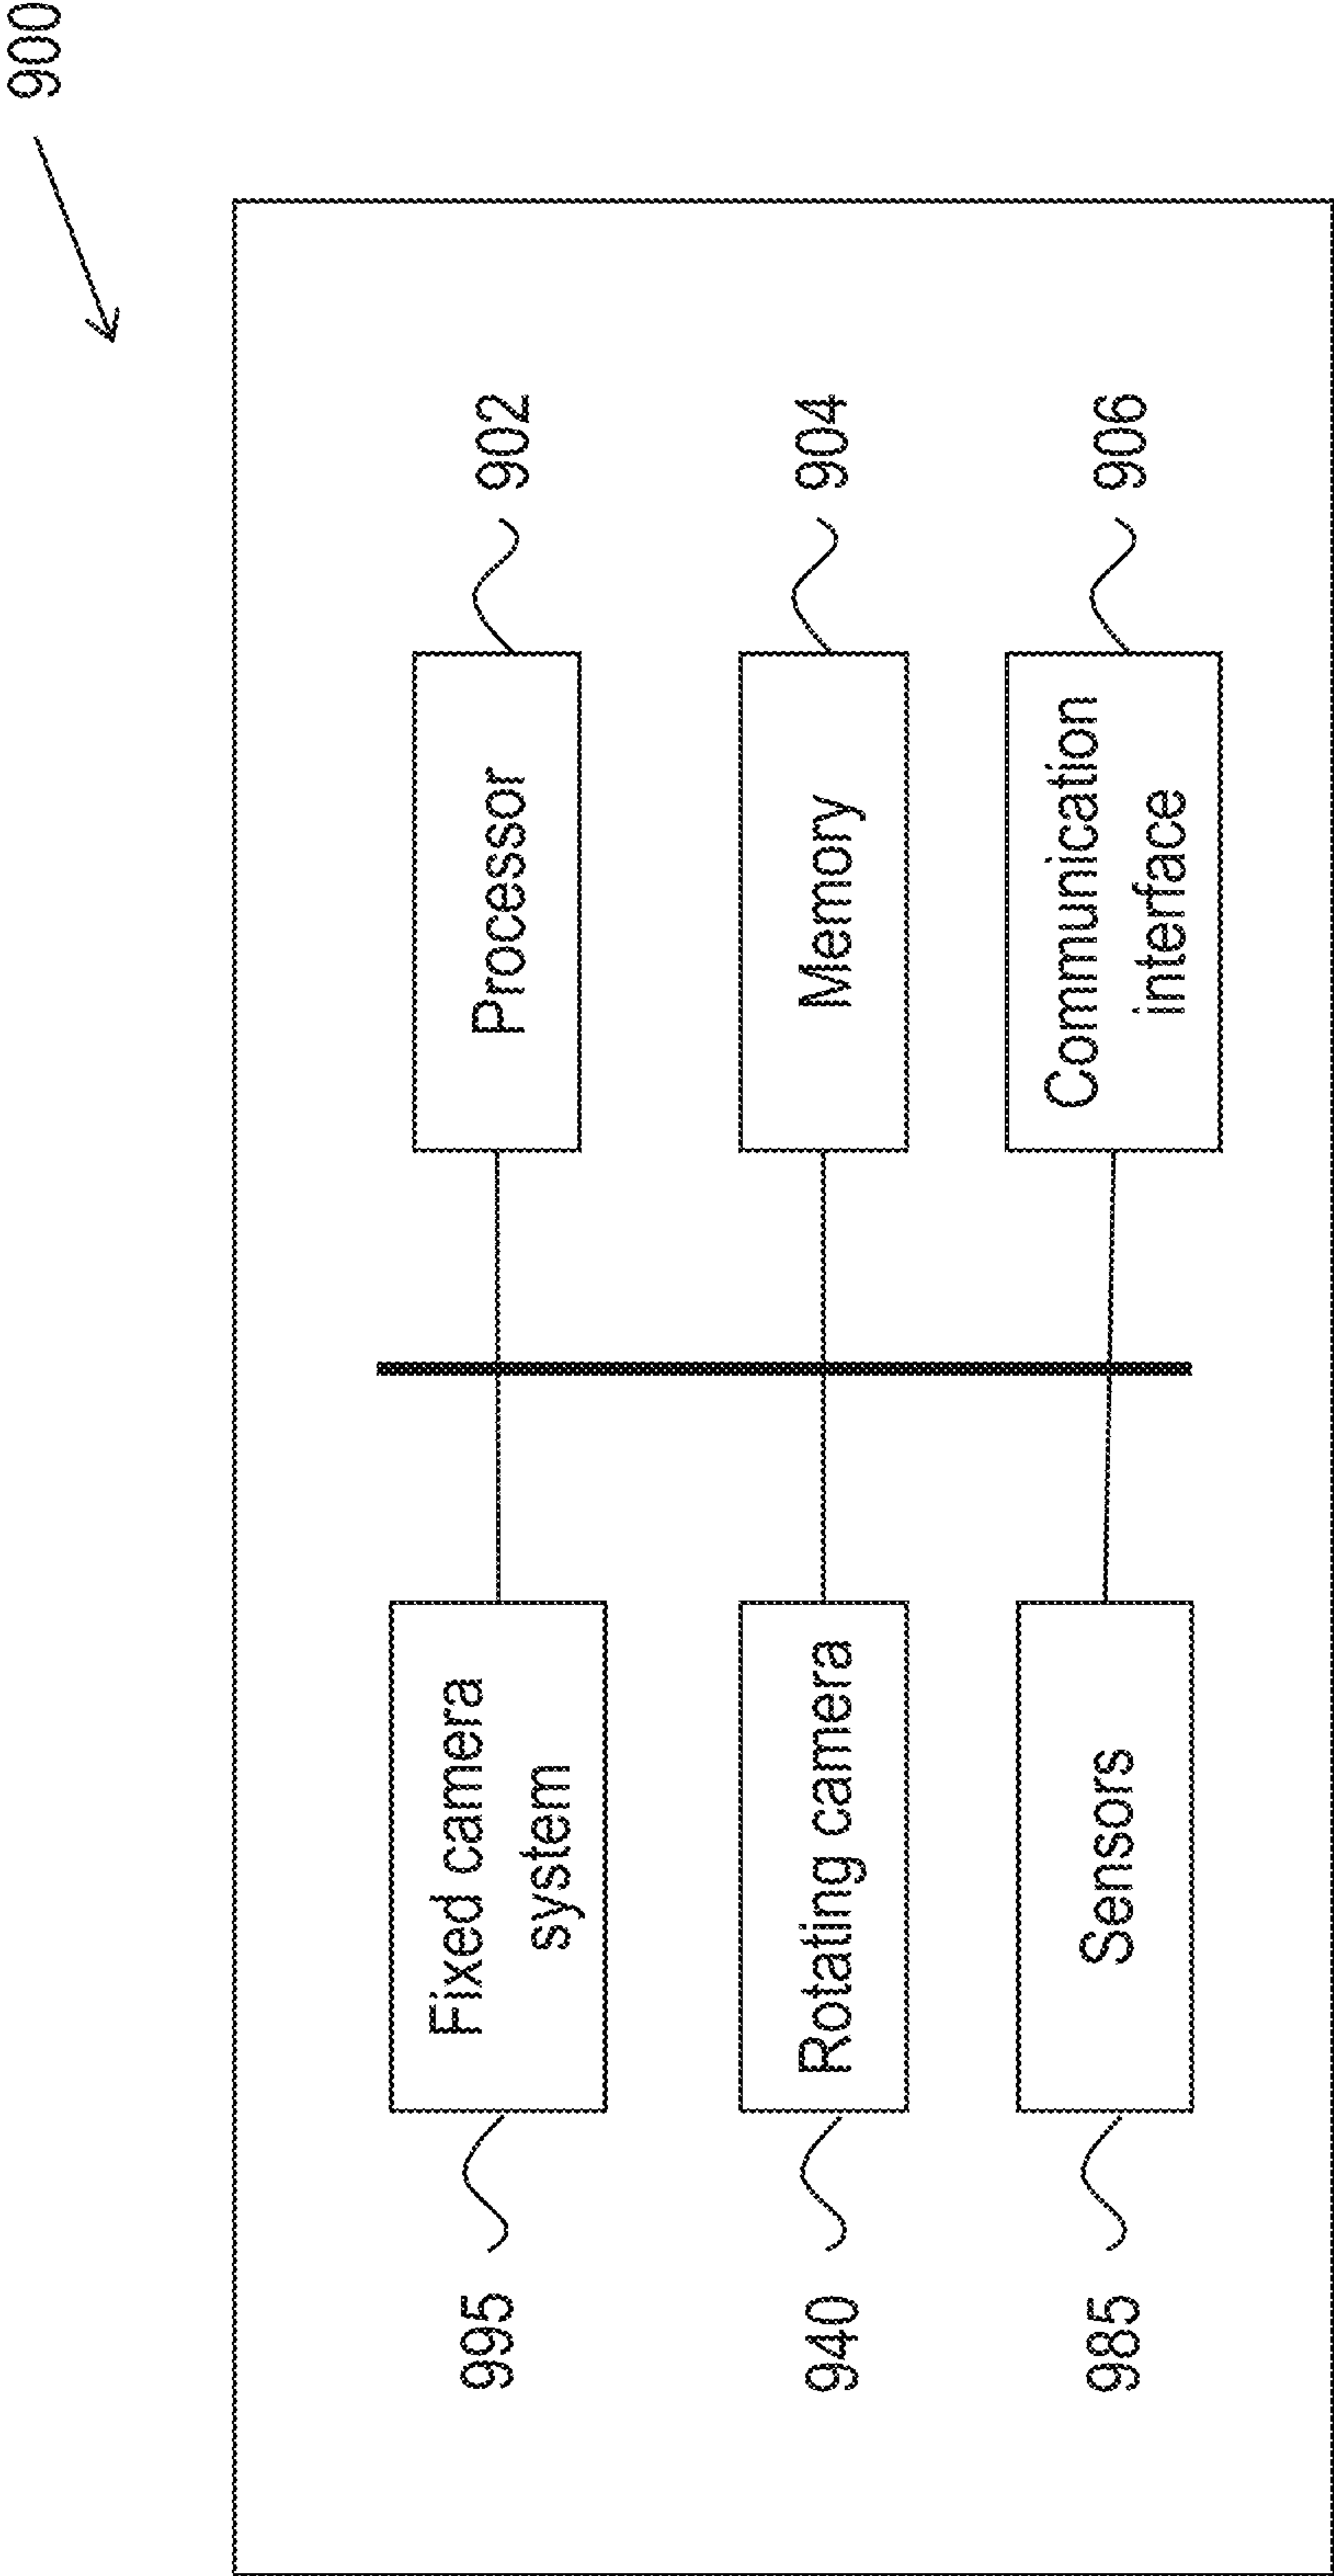 900
995
Fixed camera
system
Processor
902
940
Rotating camera
Memory
904
985
Sensors
Communication
interface
906